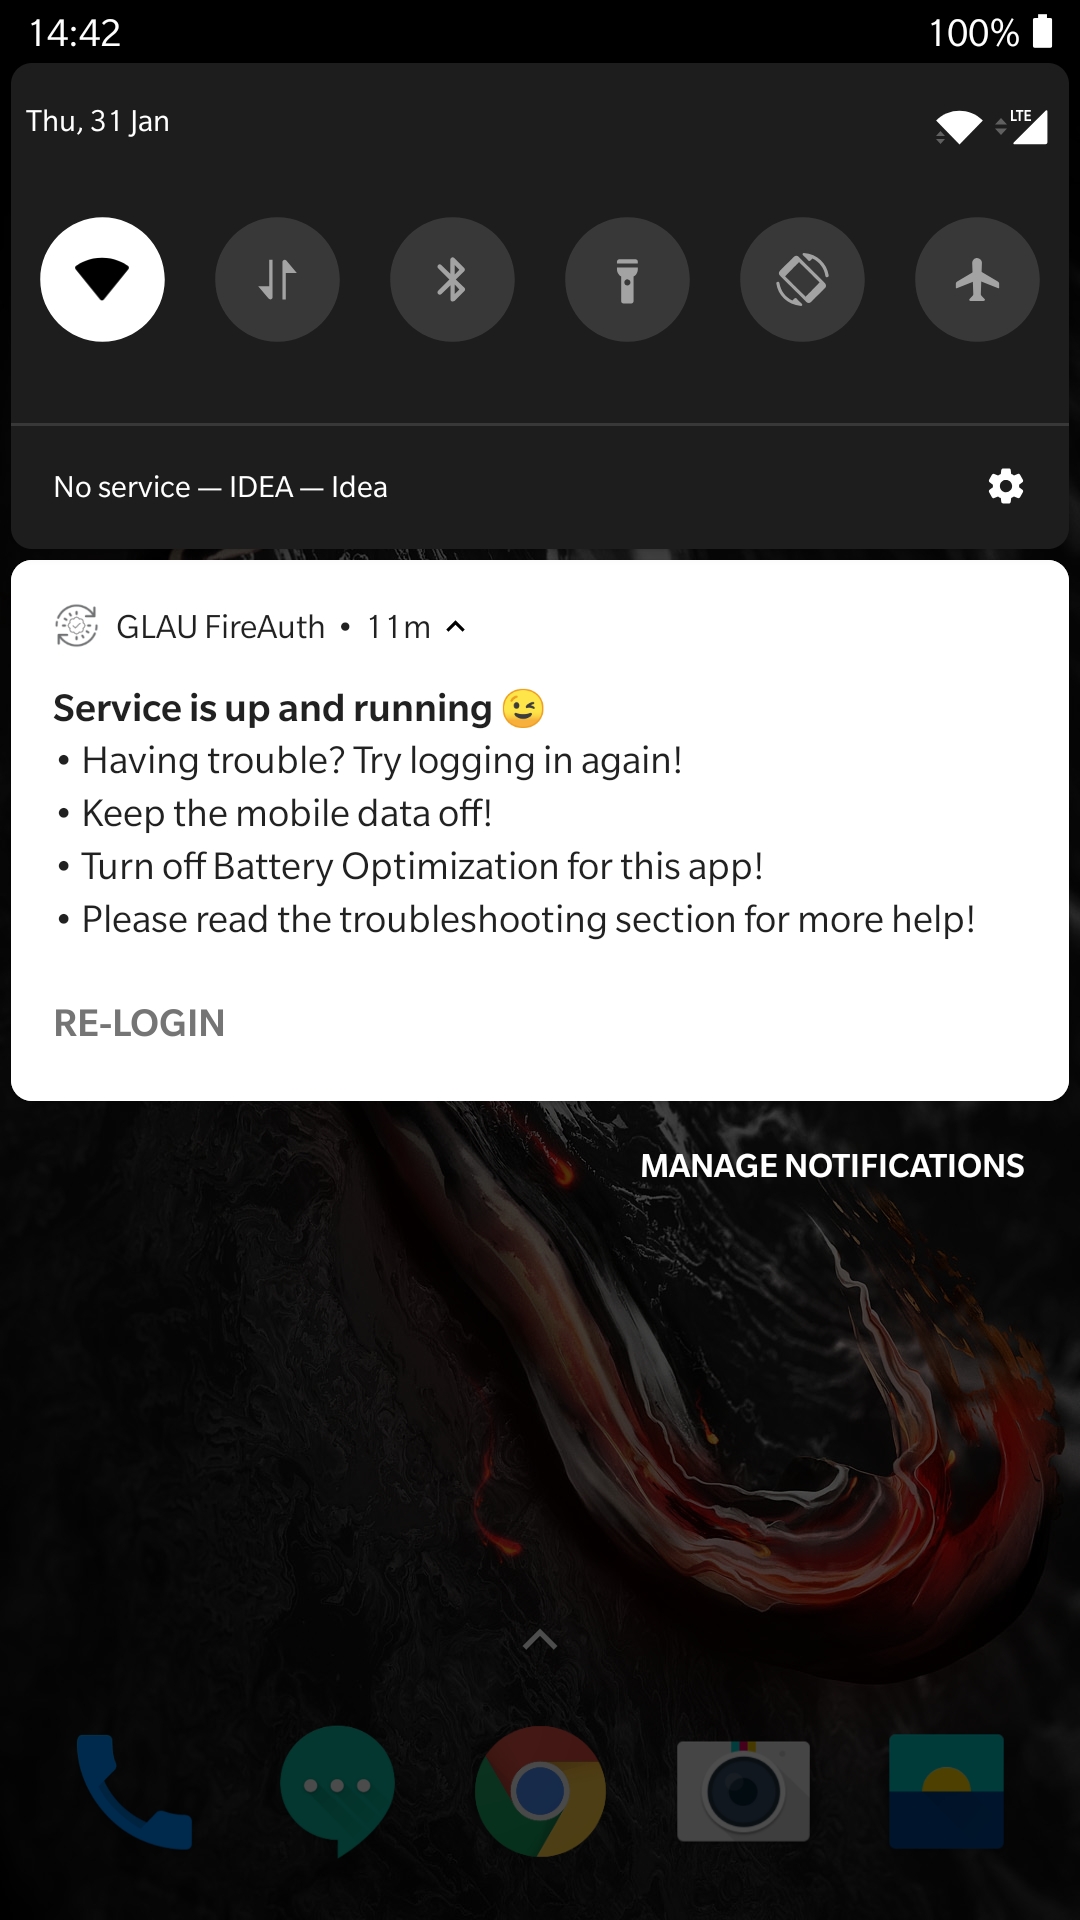 14:42
100%
Thu, 31 Jan
LTE
No service — IDEA — Idea
GLAU FireAuth • 11m
Service is up and running 😉
• Having trouble? Try logging in again!
• Keep the mobile data off!
• Turn off Battery Optimization for this app!
• Please read the troubleshooting section for more help!
RE-LOGIN
MANAGE NOTIFICATIONS